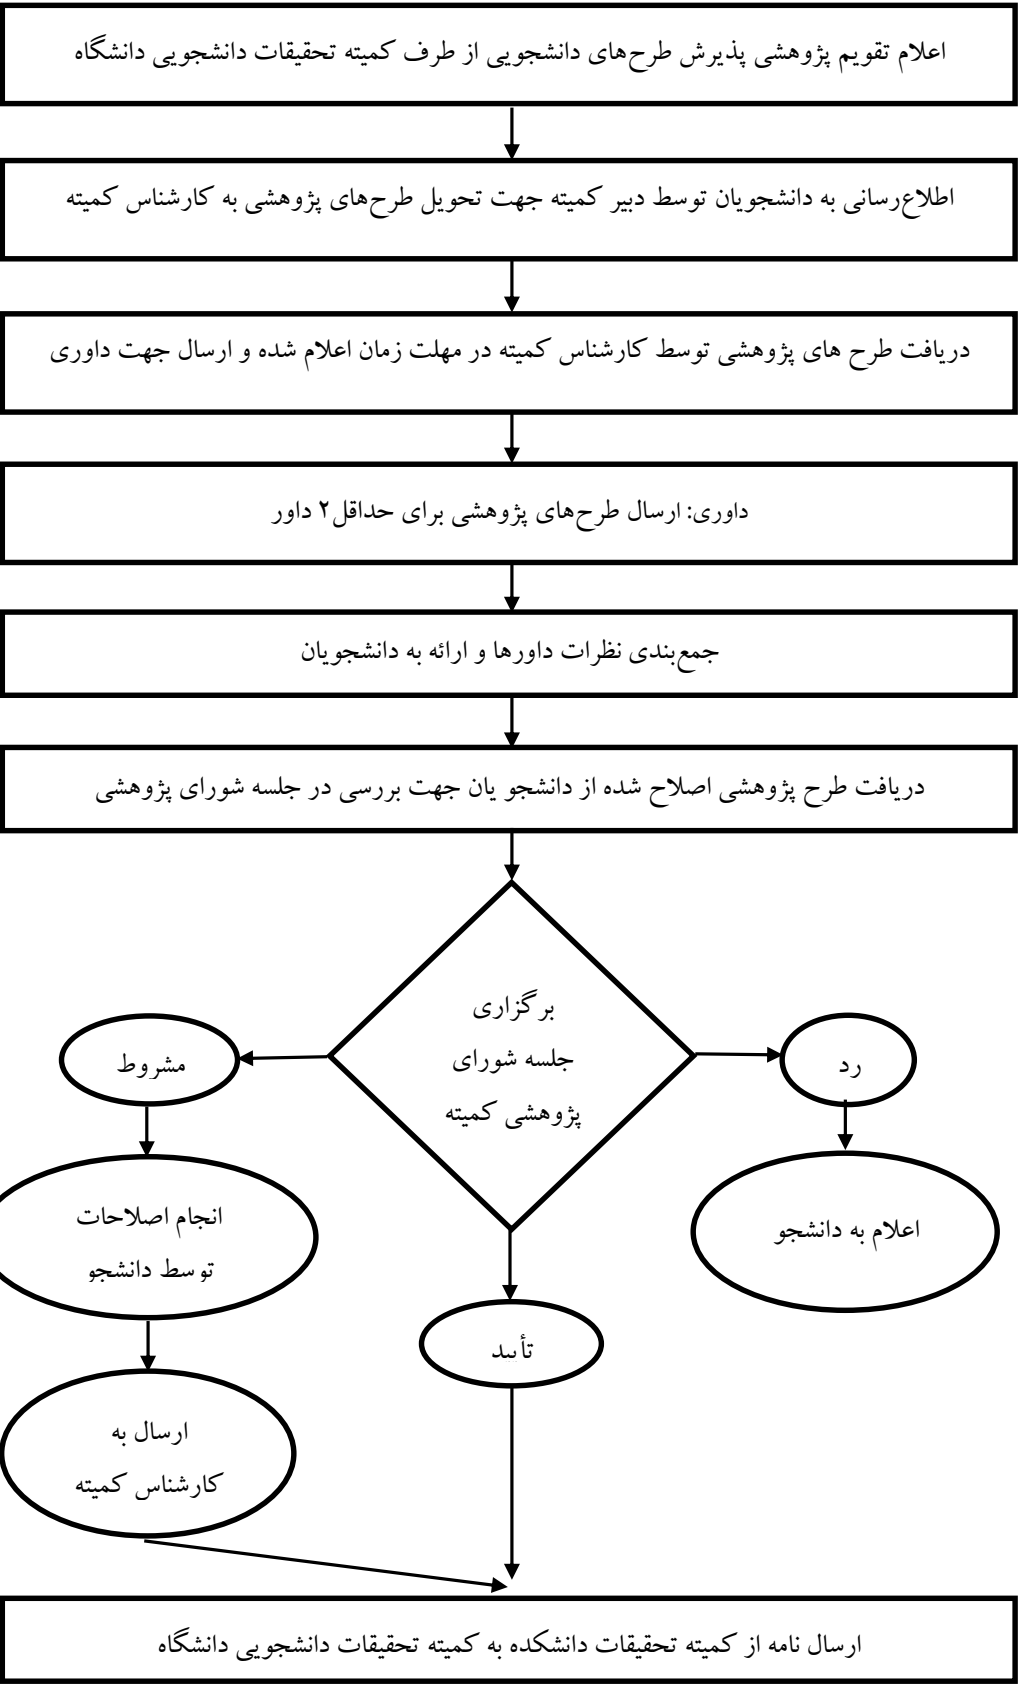 اعلام تقویم پژوهشی پذیرش طرح‌های دانشجویی از طرف کمیته تحقیقات دانشجویی دانشگاه
اطلاع‌رسانی به دانشجویان توسط دبیر کمیته جهت تحویل طرح‌های پژوهشی به کارشناس کمیته
دریافت طرح های پژوهشی توسط کارشناس کمیته در مهلت زمان اعلام شده و ارسال جهت داوری
داوری: ارسال طرح‌های پژوهشی برای حداقل۲ داور
جمع‌بندی نظرات داورها و ارائه به دانشجویان
دریافت طرح پژوهشی اصلاح شده از دانشجو یان جهت بررسی در جلسه شورای پژوهشی
برگزاری
جلسه شورای
پژوهشی کمیته
رد
مشروط
اعلام به دانشجو
انجام اصلاحات
توسط دانشجو
تأیید
ارسال به
کارشناس کمیته
ارسال نامه از کمیته تحقیقات دانشکده به کمیته تحقیقات دانشجویی دانشگاه